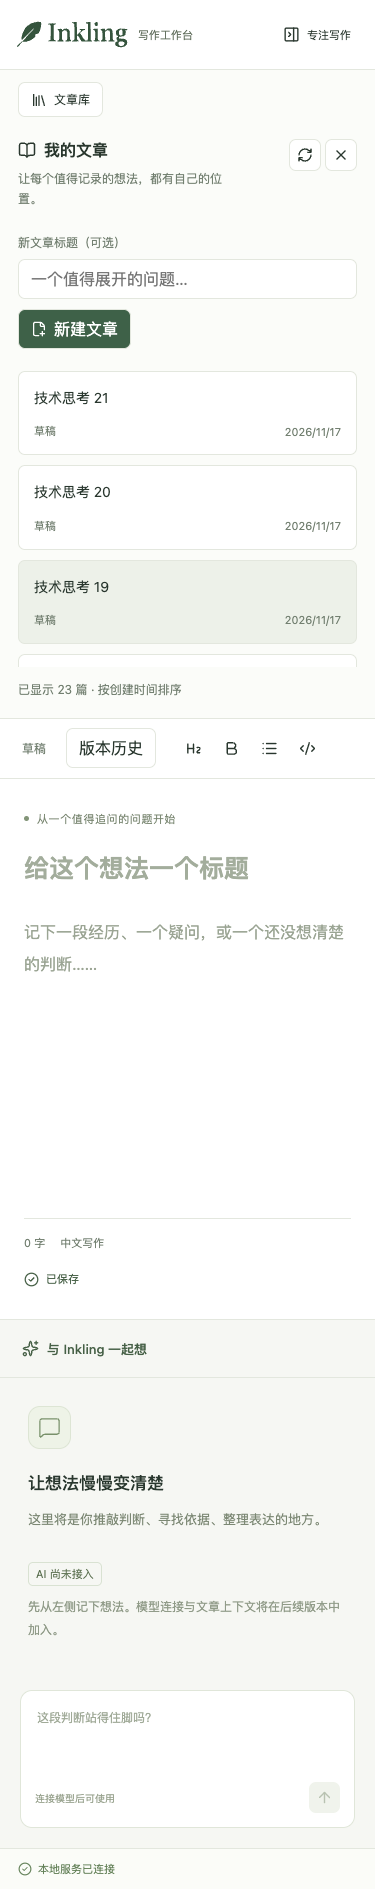 Inkling 写作工作台 专注写作
文章库
我的文章
让每个值得记录的想法，都有自己的位
置。
新文章标题（可选）
一个值得展开的问题...
新建文章
技术思考 21
草稿 2026/11/17
技术思考 20
草稿 2026/11/17
技术思考 19
草稿 2026/11/17
已显示 23 篇 · 按创建时间排序
草稿 版本历史 H2 B
从一个值得追问的问题开始
给这个想法一个标题
记下一段经历、一个疑问，或一个还没想清楚
的判断……
0 字 中文写作
已保存
与 Inkling 一起想
让想法慢慢变清楚
这里将是你推敲判断、寻找依据、整理表达的地方。
AI 尚未接入
先从左侧记下想法。模型连接与文章上下文将在后续版本中
加入。
这段判断站得住脚吗？
连接模型后可使用
本地服务已连接